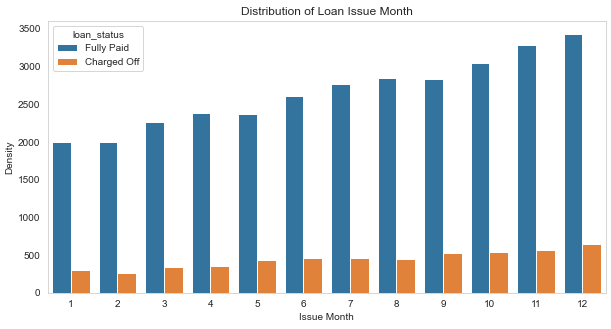 Distribution of Loan Issue Month
loan_status
Fully Paid
Charged Off
Density
3500
3000
2500
2000
1500
1000
500
0
1 2 3 4 5 6 7 8 9 10 11 12
Issue Month